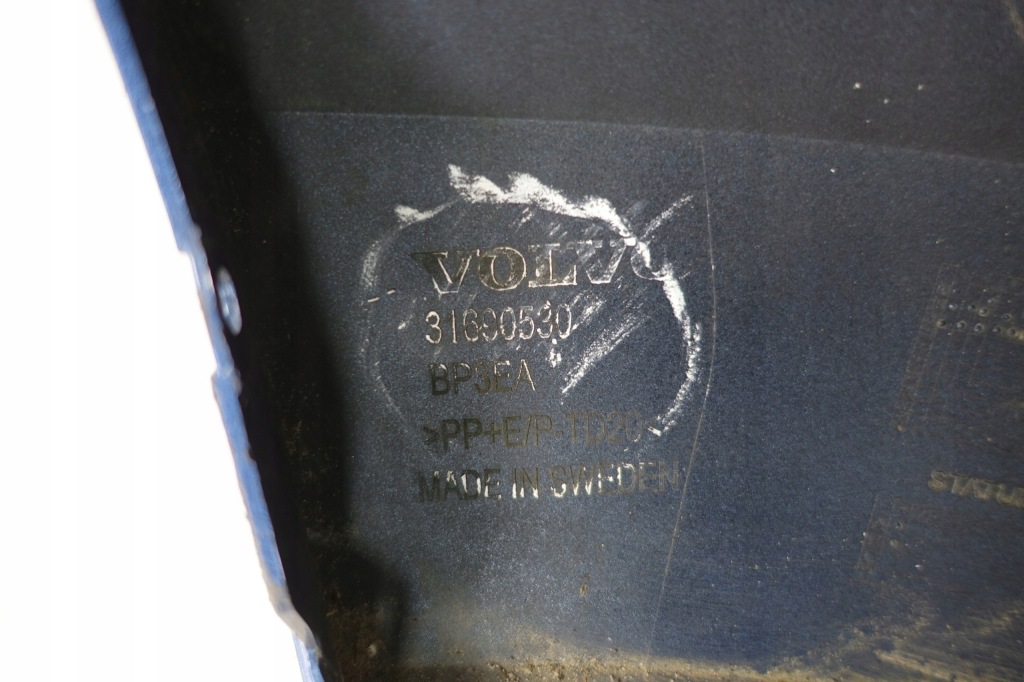 VOLVO
31690530
BP3EA
>PP+E/P-TD20
MADE IN SWEDEN